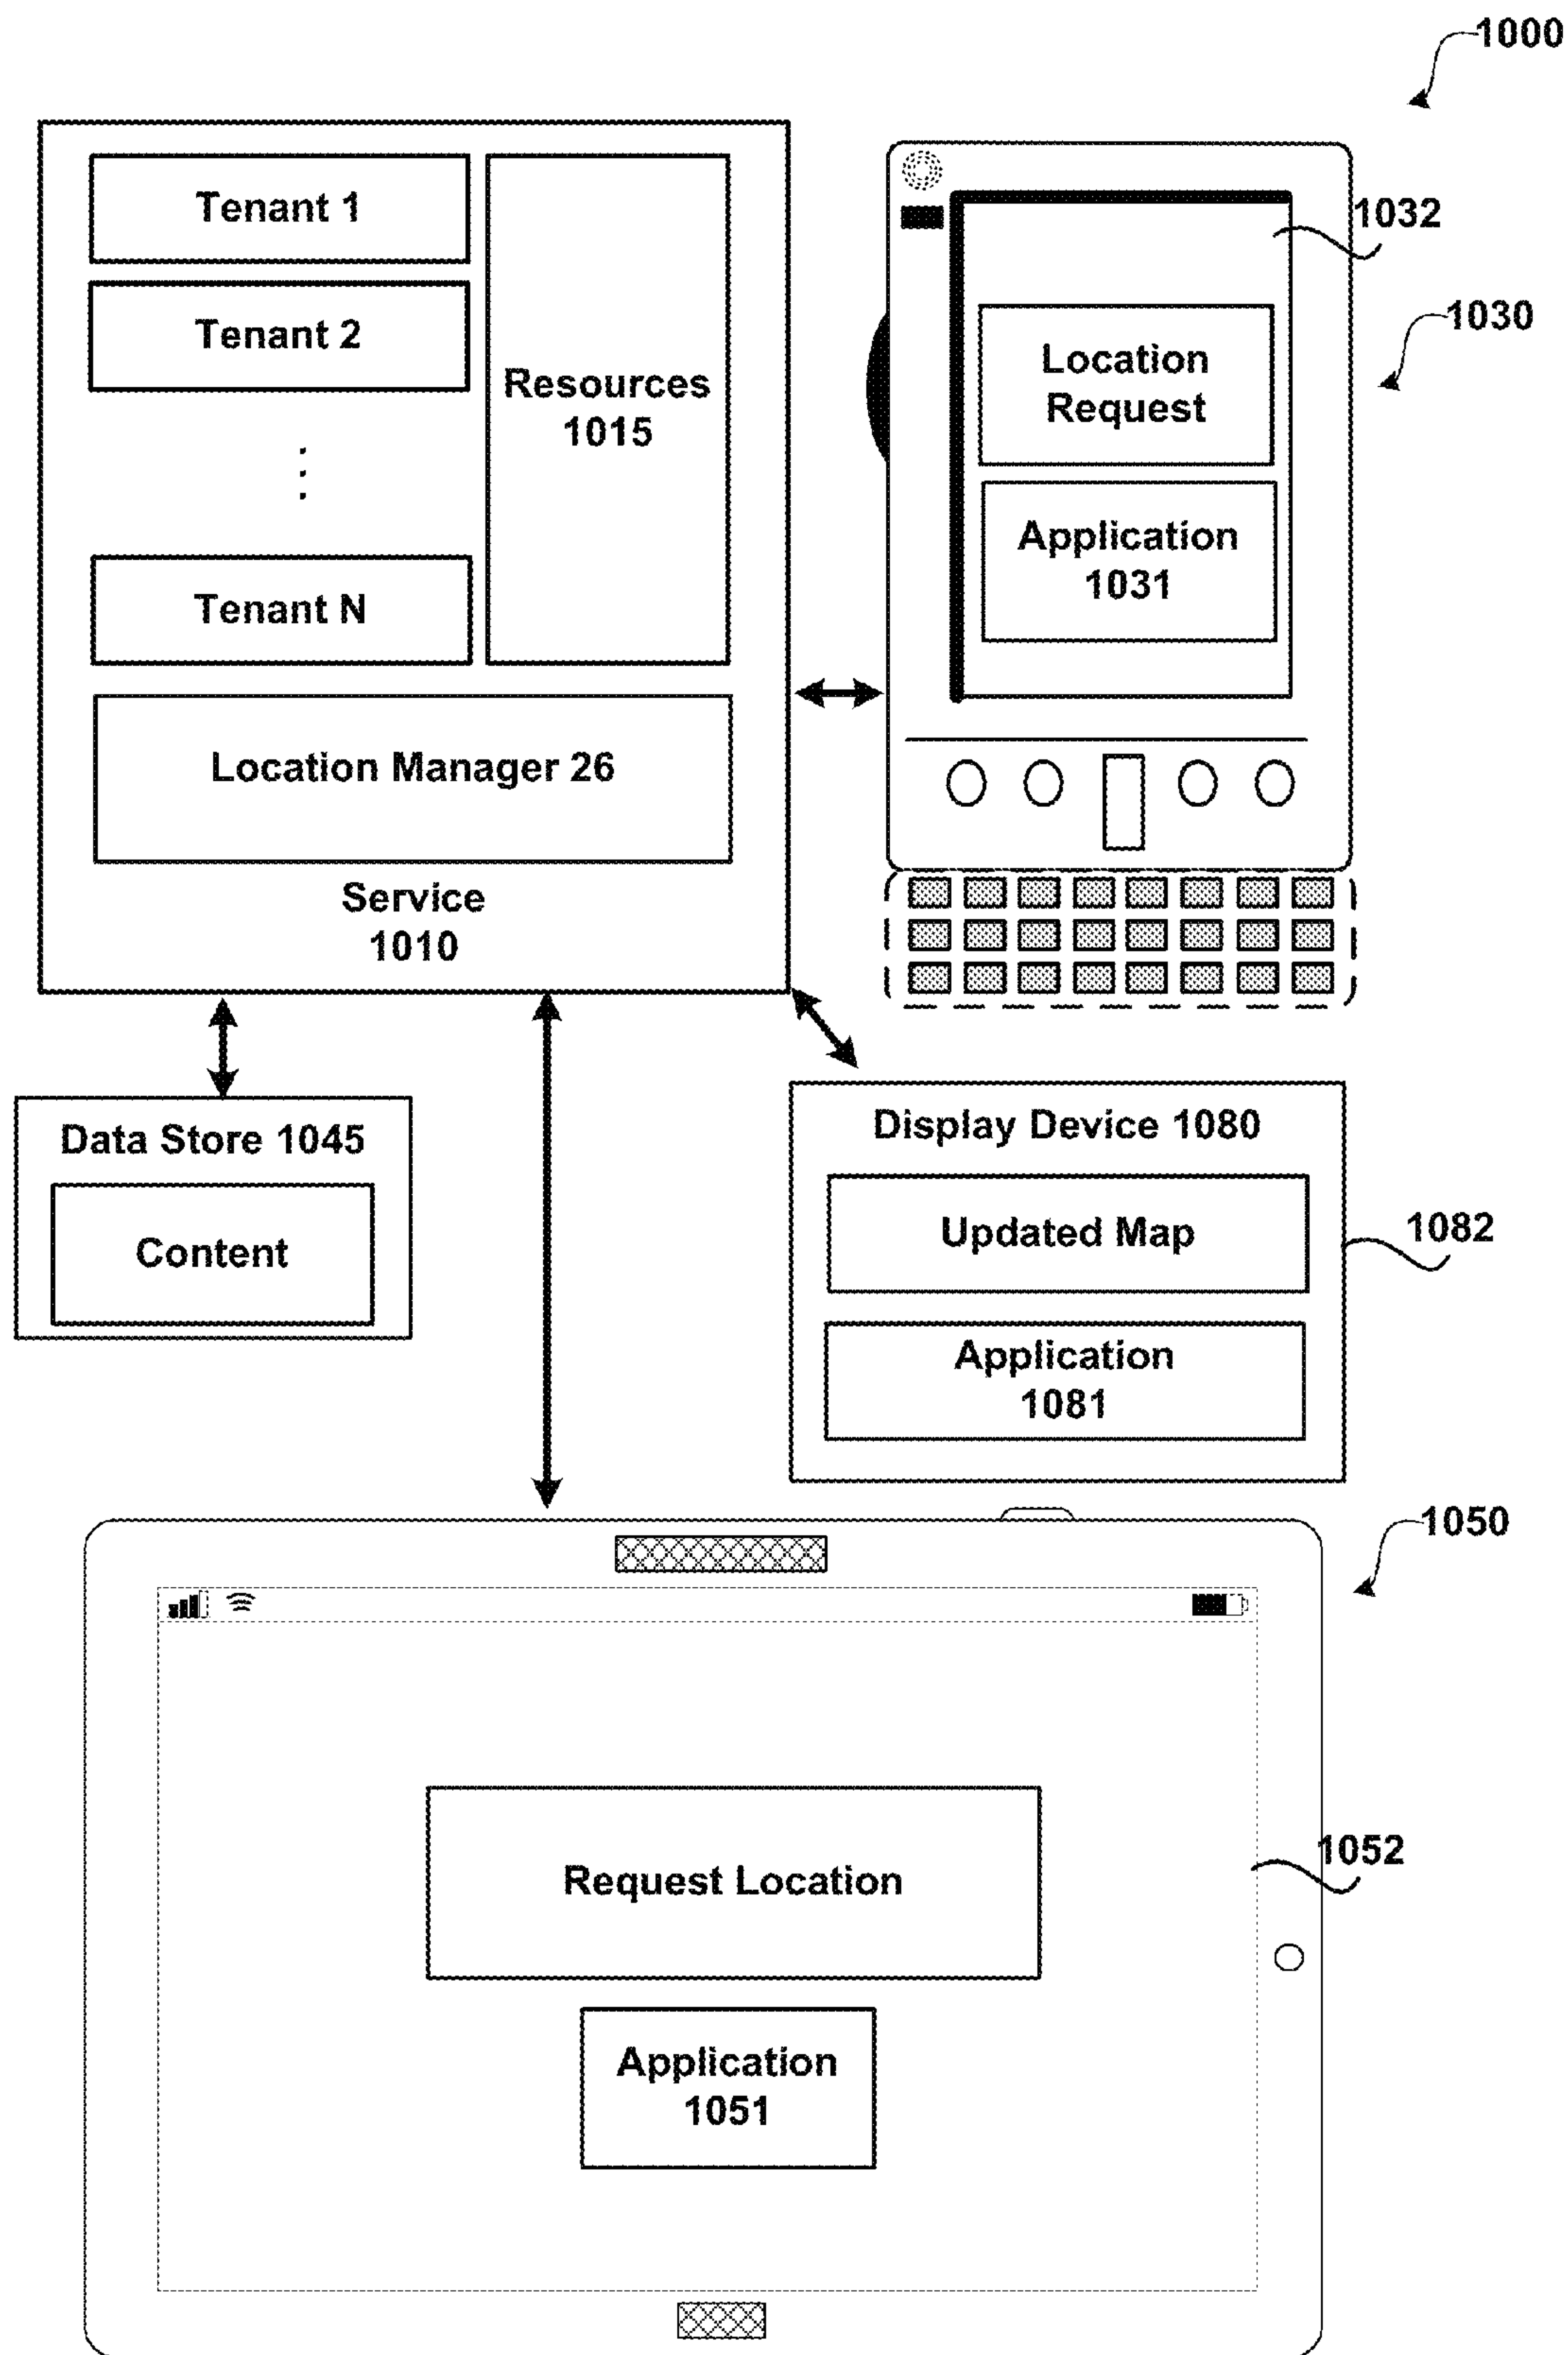 1000
Tenant 1
Tenant 2
Resources
1015
Tenant N
Location Manager 26
Service
1010
1032
1030
Location
Request
Application
1031
Data Store 1045
Content
Display Device 1080
Updated Map
1082
Application
1081
1050
Request Location
1052
Application
1051